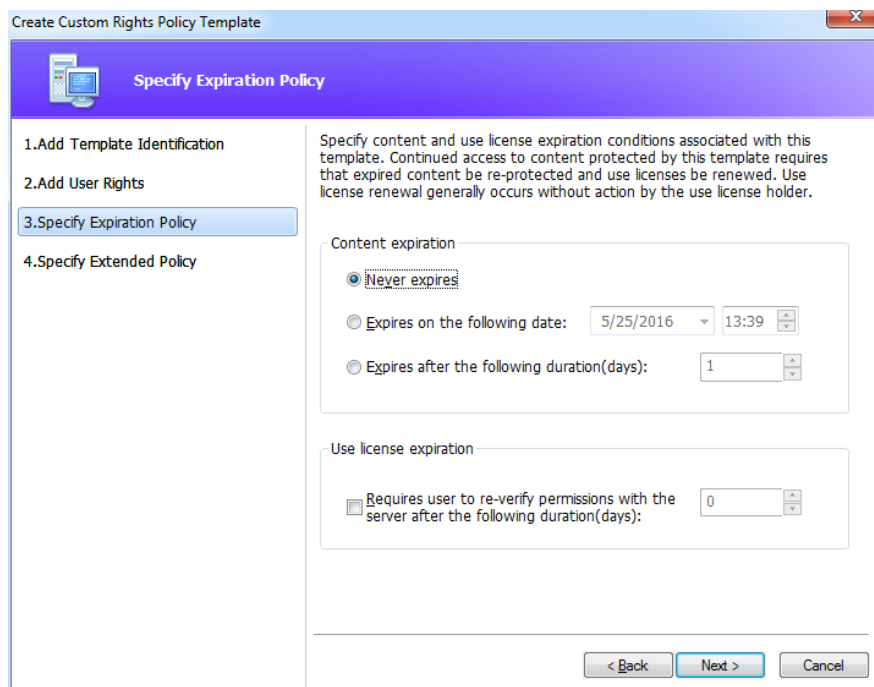 Create Custom Rights Policy Template
Specify Expiration Policy
1.Add Template Identification
2.Add User Rights
3.Specify Expiration Policy
4.Specify Extended Policy
Specify content and use license expiration conditions associated with this
template. Continued access to content protected by this template requires
that expired content be re-protected and use licenses be renewed. Use
license renewal generally occurs without action by the use license holder.
Content expiration
Never expires
Expires on the following date: 5/25/2016 13:39
Expires after the following duration(days): 1
Use license expiration
Requires user to re-verify permissions with the
server after the following duration(days): 0
< Back Next > Cancel